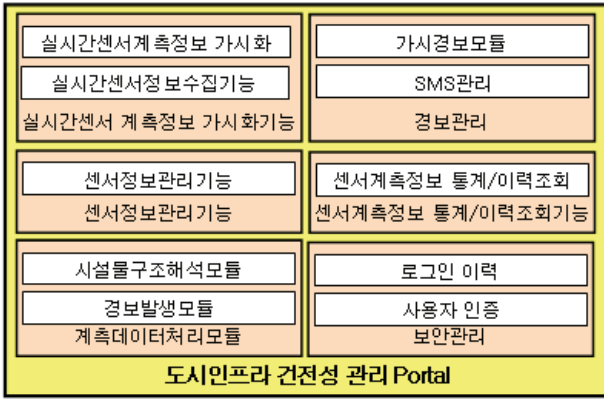 실시간센서계측정보 가시화
실시간센서정보수집기능
실시간센서 계측정보 가시화기능
가시경보모듈
SMS관리
경보관리
센서정보관리기능
센서정보관리기능
센서계측정보 통계/이력조회
센서계측정보 통계/이력조회기능
시설물구조해석모듈
경보발생모듈
계측데이터처리모듈
로그인 이력
사용자 인증
보안관리
도시인프라 건전성 관리 Portal